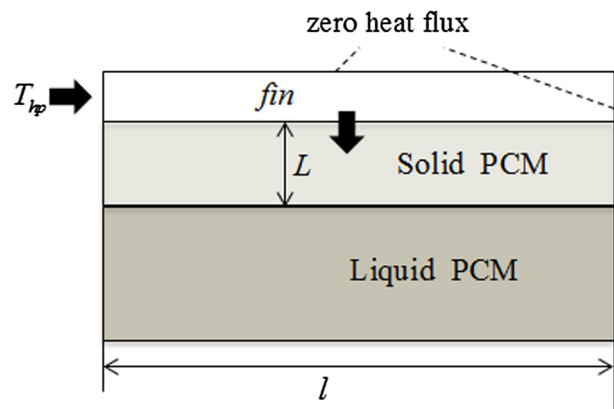 zero heat flux
T_hp
fin
L
Solid PCM
Liquid PCM
l